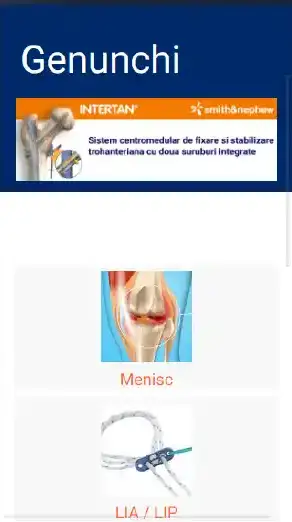 Genunchi
INTERTAN®
smith&nephew
Sistem centromedular de fixare si stabilizare
trohanteriana cu doua suruburi integrate
Menisc
LIA / LIP